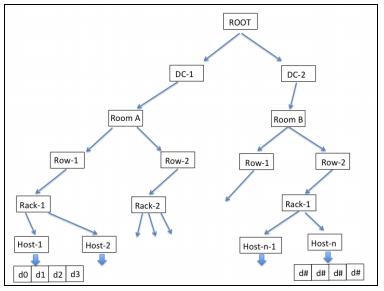 ROOT
DC-1 DC-2
Room A Room B
Row-1 Row-2 Row-1 Row-2
Rack-1 Rack-2 Rack-1
Host-1 Host-2 Host-n-1 Host-n
d0 d1 d2 d3 d# d# d# d#